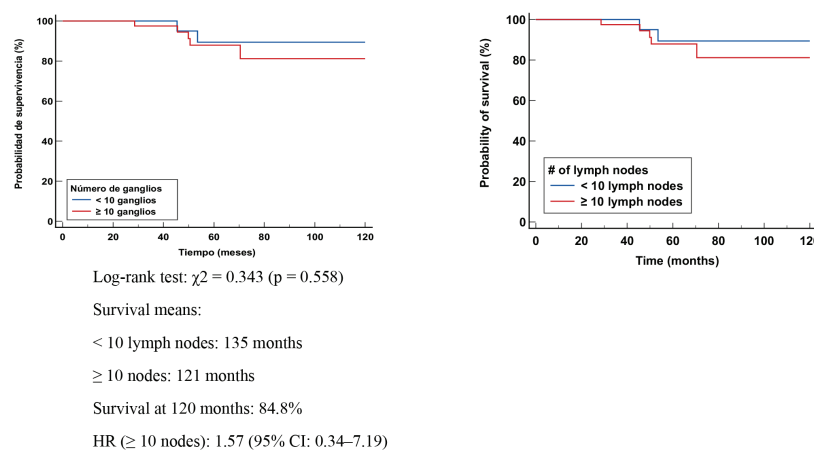 Probabilidad de supervivencia (%)
100
80
60
40
20
0
Número de ganglios
< 10 ganglios
≥ 10 ganglios
0 20 40 60 80 100 120
Tiempo (meses)
Probability of survival (%)
100
80
60
40
20
0
# of lymph nodes
< 10 lymph nodes
≥ 10 lymph nodes
0 20 40 60 80 100 120
Time (months)
Log-rank test: χ2 = 0.343 (p = 0.558)
Survival means:
< 10 lymph nodes: 135 months
≥ 10 nodes: 121 months
Survival at 120 months: 84.8%
HR (≥ 10 nodes): 1.57 (95% CI: 0.34–7.19)